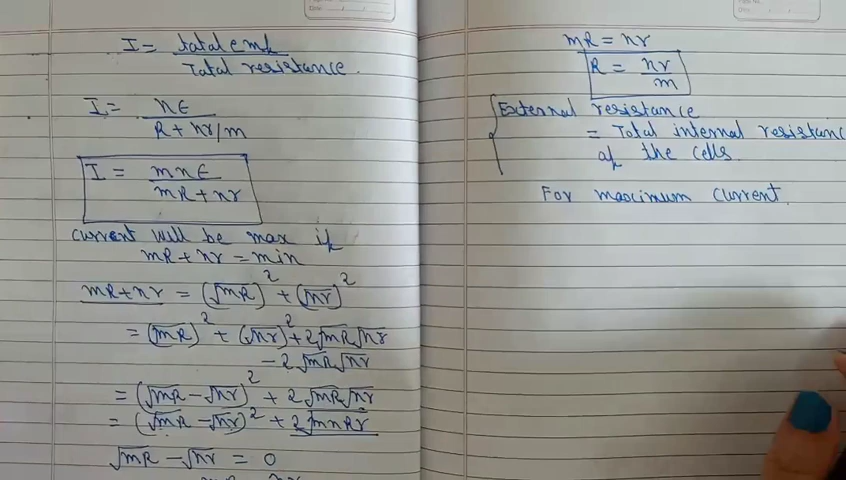 I = total emf
Total resistance.
I = nE
R + nr/m
I = mnE
mR + nr
current will be max if
mR + nr = min
mR + nr = (√mR)² + (√nr)²
= (√mR)² + (√nr)² + 2√mR√nr
- 2√mR√nr
= (√mR - √nr)² + 2√mR√nr
= (√mR - √nr)² + 2√mnRr
√mR - √nr = 0
mR = nr
R = nr
m
External resistance
= Total internal resistance
of the cells.
For maximum current.